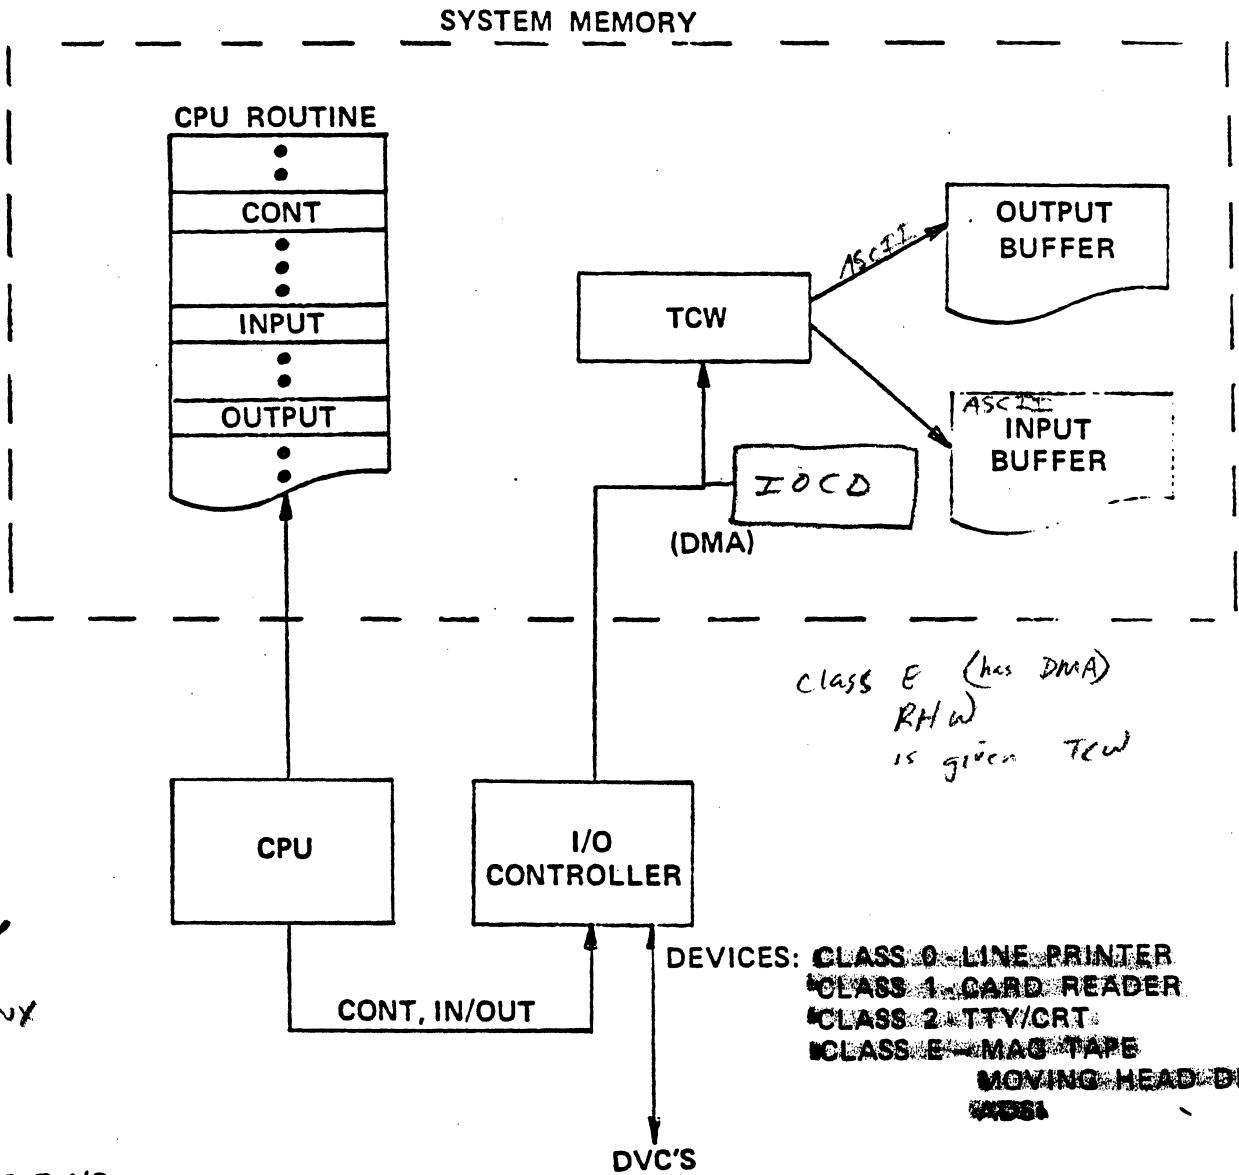 SYSTEM MEMORY
CPU ROUTINE
CONT
INPUT
OUTPUT
TCW
ASCII
OUTPUT
BUFFER
ASCII
INPUT
BUFFER
IOCD
(DMA)
class E (has DMA)
RHW
is given TCW
CPU
I/O
CONTROLLER
CONT, IN/OUT
DEVICES: CLASS 0 - LINE PRINTER
CLASS 1 - CARD READER
CLASS 2 - TTY/CRT
CLASS E - MAG TAPE
MOVING HEAD
DVC'S